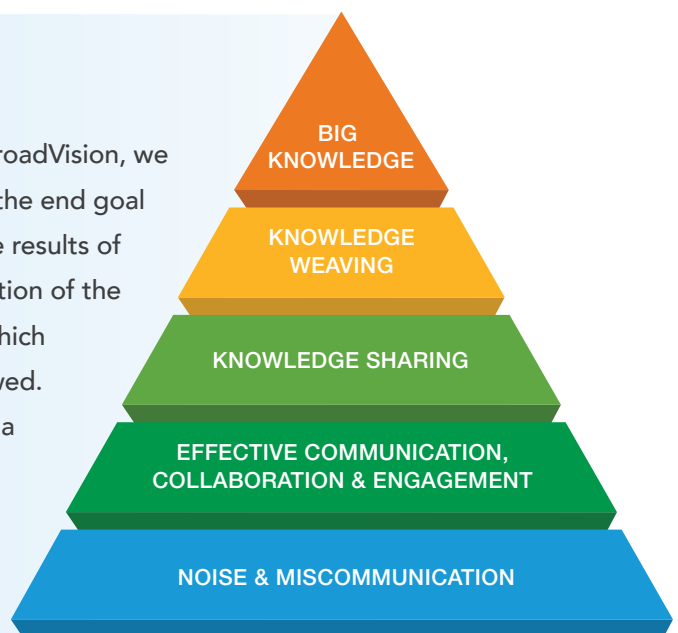 roadVision, we
the end goal
e results of
tion of the
hich
ved.
a
BIG
KNOWLEDGE
KNOWLEDGE
WEAVING
KNOWLEDGE SHARING
EFFECTIVE COMMUNICATION,
COLLABORATION & ENGAGEMENT
NOISE & MISCOMMUNICATION